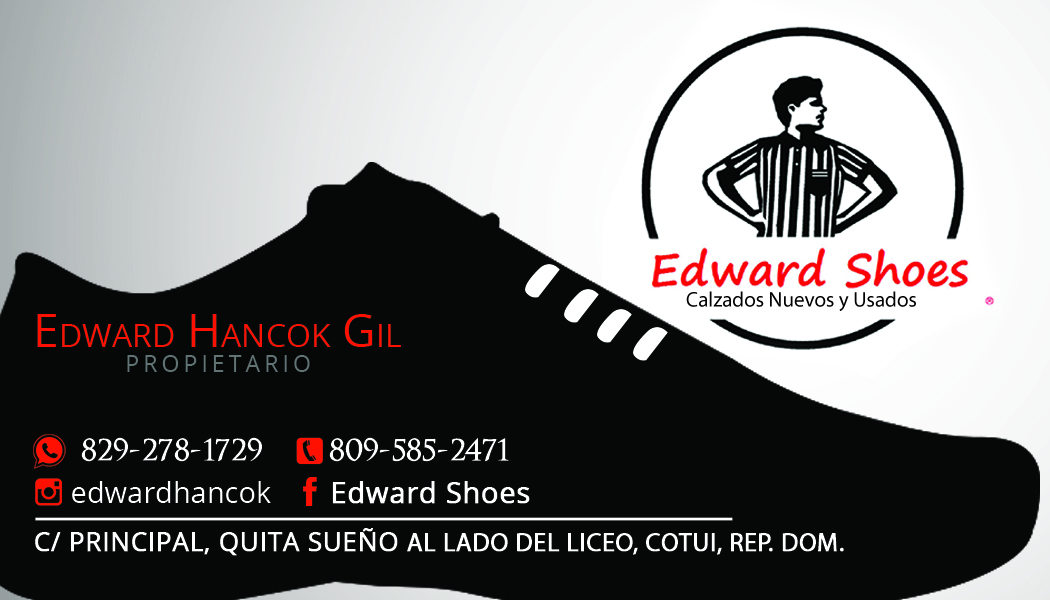 Edward Shoes
Calzados Nuevos y Usados ®
Edward Hancok Gil
PROPIETARIO
829-278-1729 809-585-2471
edwardhancok Edward Shoes
C/ PRINCIPAL, QUITA SUEÑO AL LADO DEL LICEO, COTUI, REP. DOM.